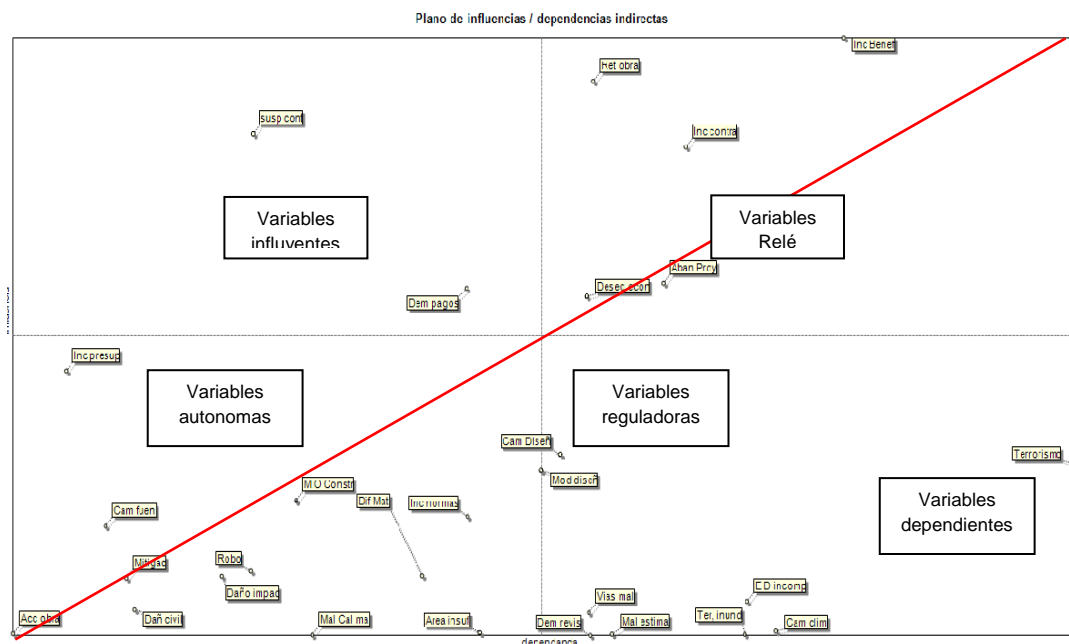 Plano de influencias / dependencias indirectas
Inc Benef
Ret obra
susp cont
Inc contra
Variables
influyentes
Variables
Relé
Aban Proy
Desec econ
Dem pagos
Inc presup
Variables
autonomas
Variables
reguladoras
Cam Diseñ
Terrorismo
Mod diseñ
M O Constr
Dif Mat
Inc normas
Variables
dependientes
Cam fuen
Mitigac
Robo
Daño impac
E D incomp
Dañ civil
Vias mal
Acc obra
Mal Cal ma
Area insuf
Dem revis
Mal estima
Ter, inund
Cam clim